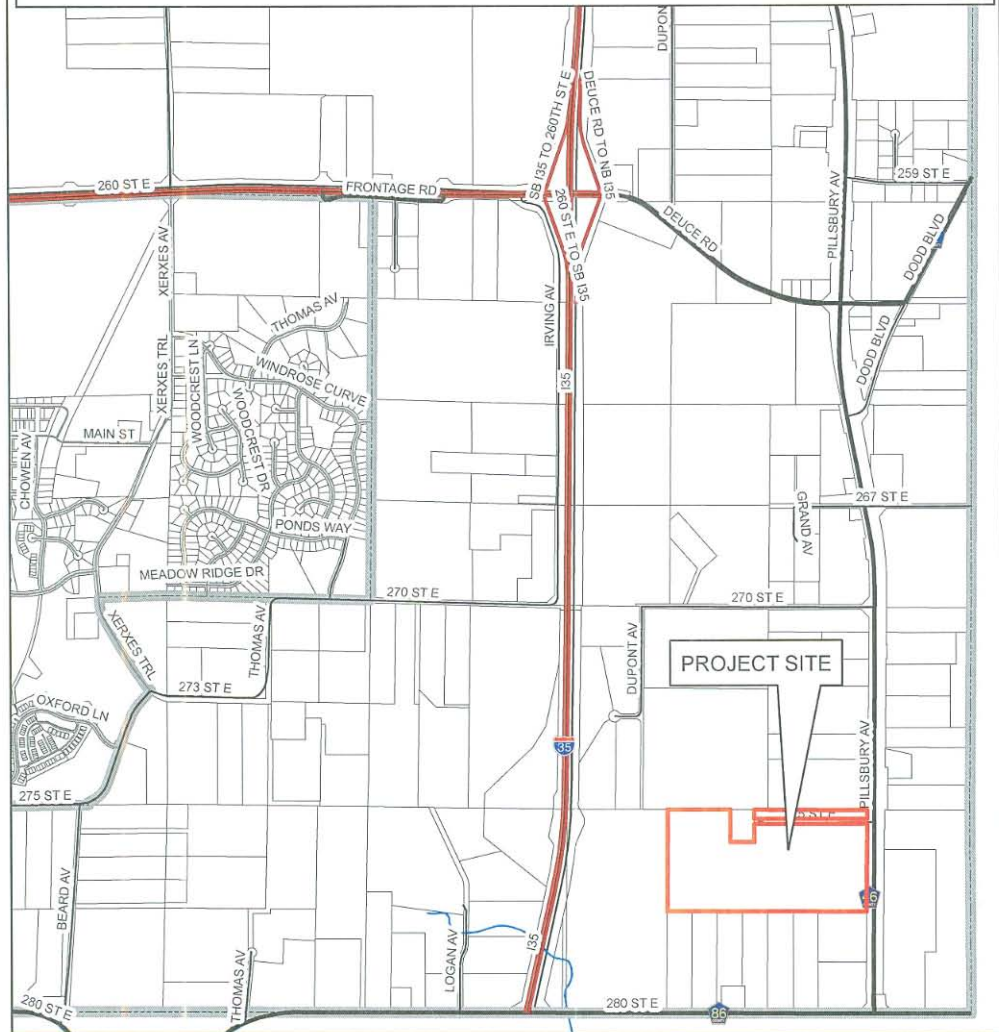 DUPON
SB I35 TO 260TH ST E
DEUCE RD TO NB I35
260 ST E
FRONTAGE RD
260 ST E TO SB I35
PILLSBURY AV
259 ST E
DODD BLVD
DEUCE RD
XERXES AV
THOMAS AV
IRVING AV
WINDROSE CURVE
XERXES TRL
WOODCREST LN
WOODCREST DR
I35
DODD BLVD
MAIN ST
CHOWEN AV
GRAND AV
267 ST E
PONDS WAY
MEADOW RIDGE DR
270 ST E
270 ST E
XERXES TRL
THOMAS AV
DUPONT AV
PROJECT SITE
273 ST E
OXFORD LN
35
275 ST E
PILLSBURY AV
ST E
BEARD AV
46
THOMAS AV
LOGAN AV
I35
280 ST E
280 ST E
86